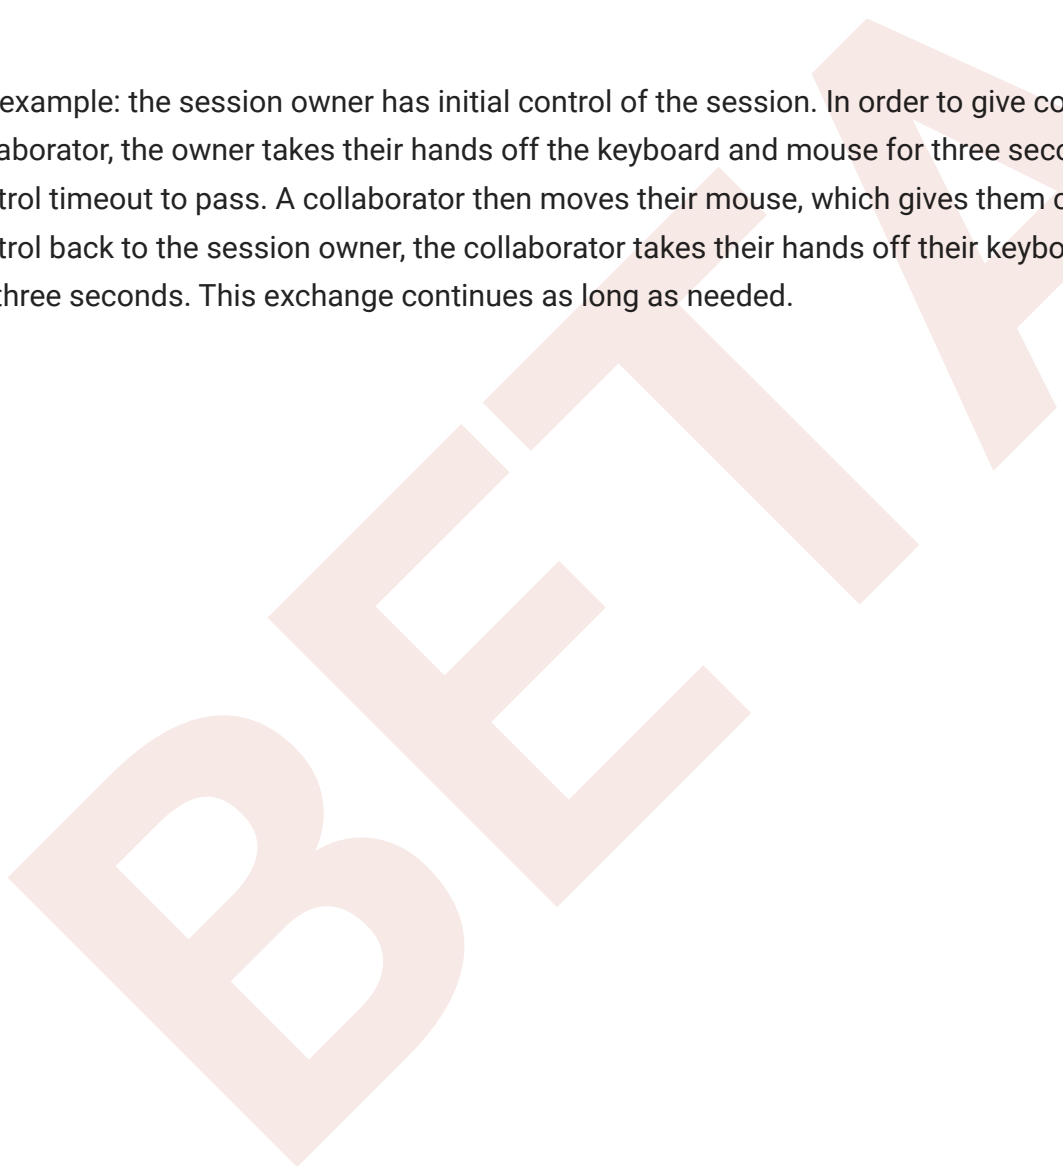 example: the session owner has initial control of the session. In order to give co
aborator, the owner takes their hands off the keyboard and mouse for three seco
trol timeout to pass. A collaborator then moves their mouse, which gives them c
trol back to the session owner, the collaborator takes their hands off their keybo
three seconds. This exchange continues as long as needed.
BETA